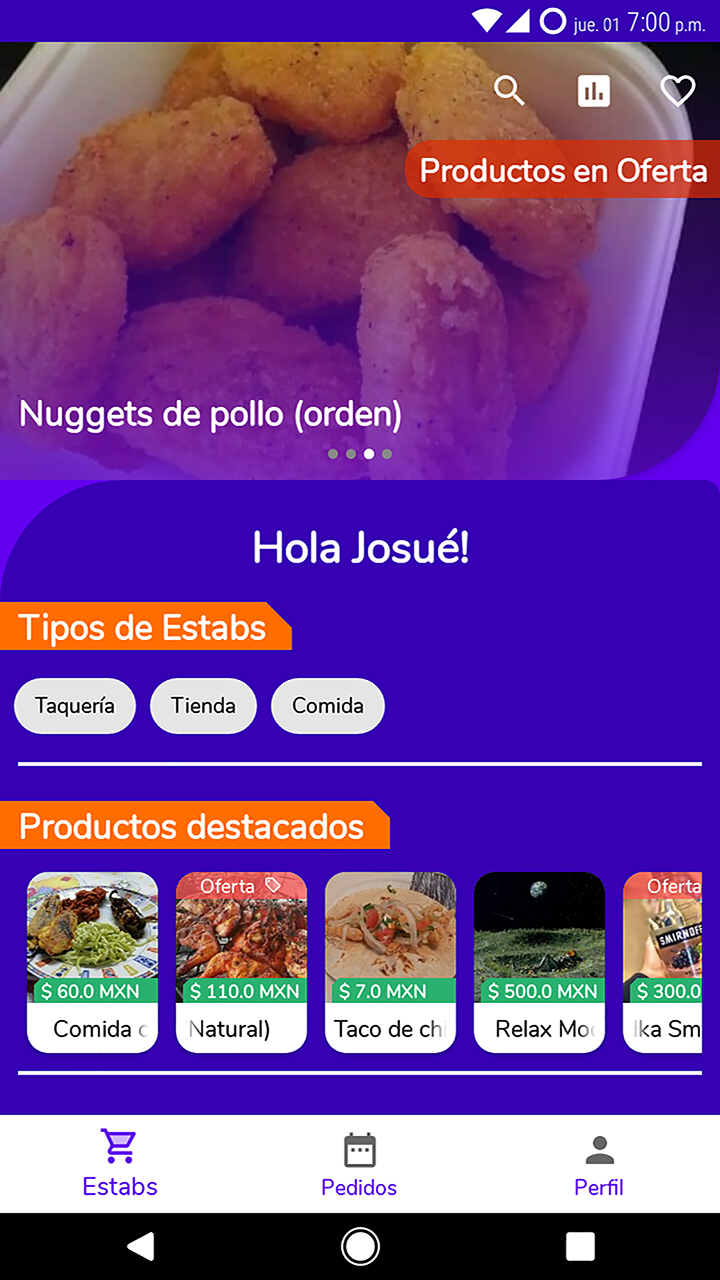 jue. 01 7:00 p.m.
Productos en Oferta
Nuggets de pollo (orden)
Hola Josué!
Tipos de Estabs
Taquería Tienda Comida
Productos destacados
Oferta Oferta
SMIRNOFF
$ 60.0 MXN $ 110.0 MXN $ 7.0 MXN $ 500.0 MXN $ 300.0
Comida Natural) Taco de chi Relax Mo lka Sm
Estabs Pedidos Perfil